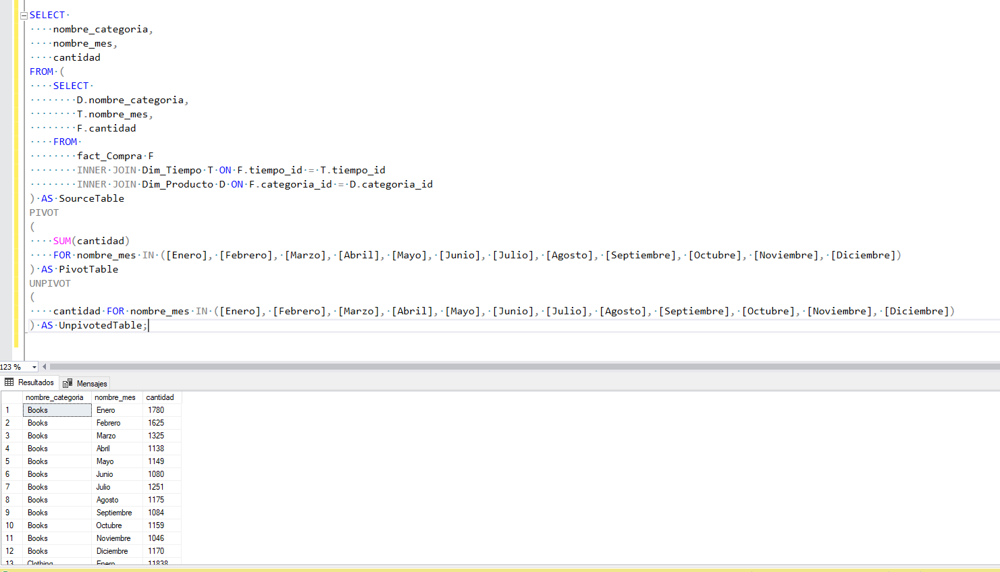 SELECT
nombre_categoria,
nombre_mes,
cantidad
FROM (
SELECT
D.nombre_categoria,
T.nombre_mes,
F.cantidad
FROM
fact_Compra F
INNER JOIN Dim_Tiempo T ON F.tiempo_id = T.tiempo_id
INNER JOIN Dim_Producto D ON F.categoria_id = D.categoria_id
) AS SourceTable
PIVOT
(
SUM(cantidad)
FOR nombre_mes IN ([Enero], [Febrero], [Marzo], [Abril], [Mayo], [Junio], [Julio], [Agosto], [Septiembre], [Octubre], [Noviembre], [Diciembre])
) AS PivotTable
UNPIVOT
(
cantidad FOR nombre_mes IN ([Enero], [Febrero], [Marzo], [Abril], [Mayo], [Junio], [Julio], [Agosto], [Septiembre], [Octubre], [Noviembre], [Diciembre])
) AS UnpivotedTable;
123 %
Resultados Mensajes
nombre_categoria nombre_mes cantidad
1 Books Enero 1780
2 Books Febrero 1625
3 Books Marzo 1325
4 Books Abril 1138
5 Books Mayo 1149
6 Books Junio 1080
7 Books Julio 1251
8 Books Agosto 1175
9 Books Septiembre 1084
10 Books Octubre 1159
11 Books Noviembre 1046
12 Books Diciembre 1170
13 Clothing Enero 11838